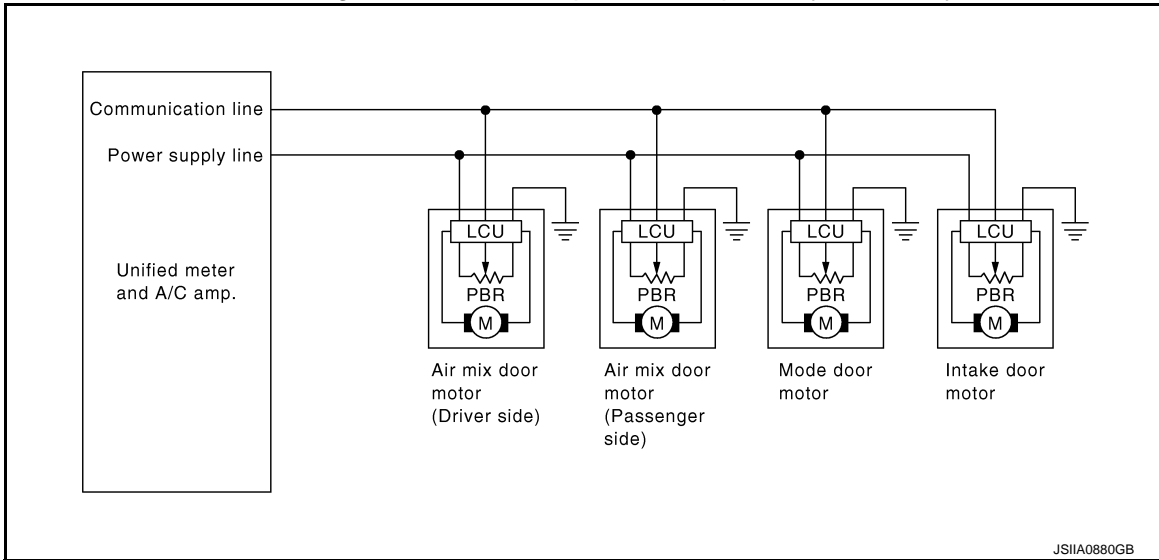 Communication line
Power supply line
Unified meter
and A/C amp.
LCU
PBR
M
Air mix door
motor
(Driver side)
LCU
PBR
M
Air mix door
motor
(Passenger
side)
LCU
PBR
M
Mode door
motor
LCU
PBR
M
Intake door
motor
JSIIA0880GB